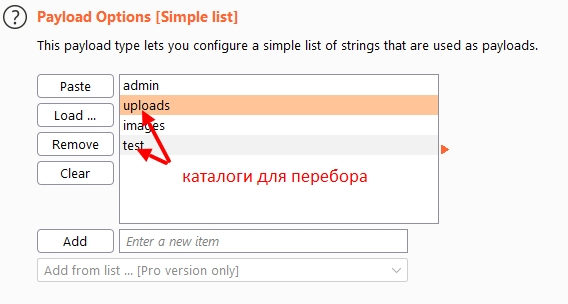 ?
Payload Options [Simple list]
This payload type lets you configure a simple list of strings that are used as payloads.
Paste
admin
Load ...
uploads
images
Remove
test
Clear
каталоги для перебора
Add
Enter a new item
Add from list ... [Pro version only]